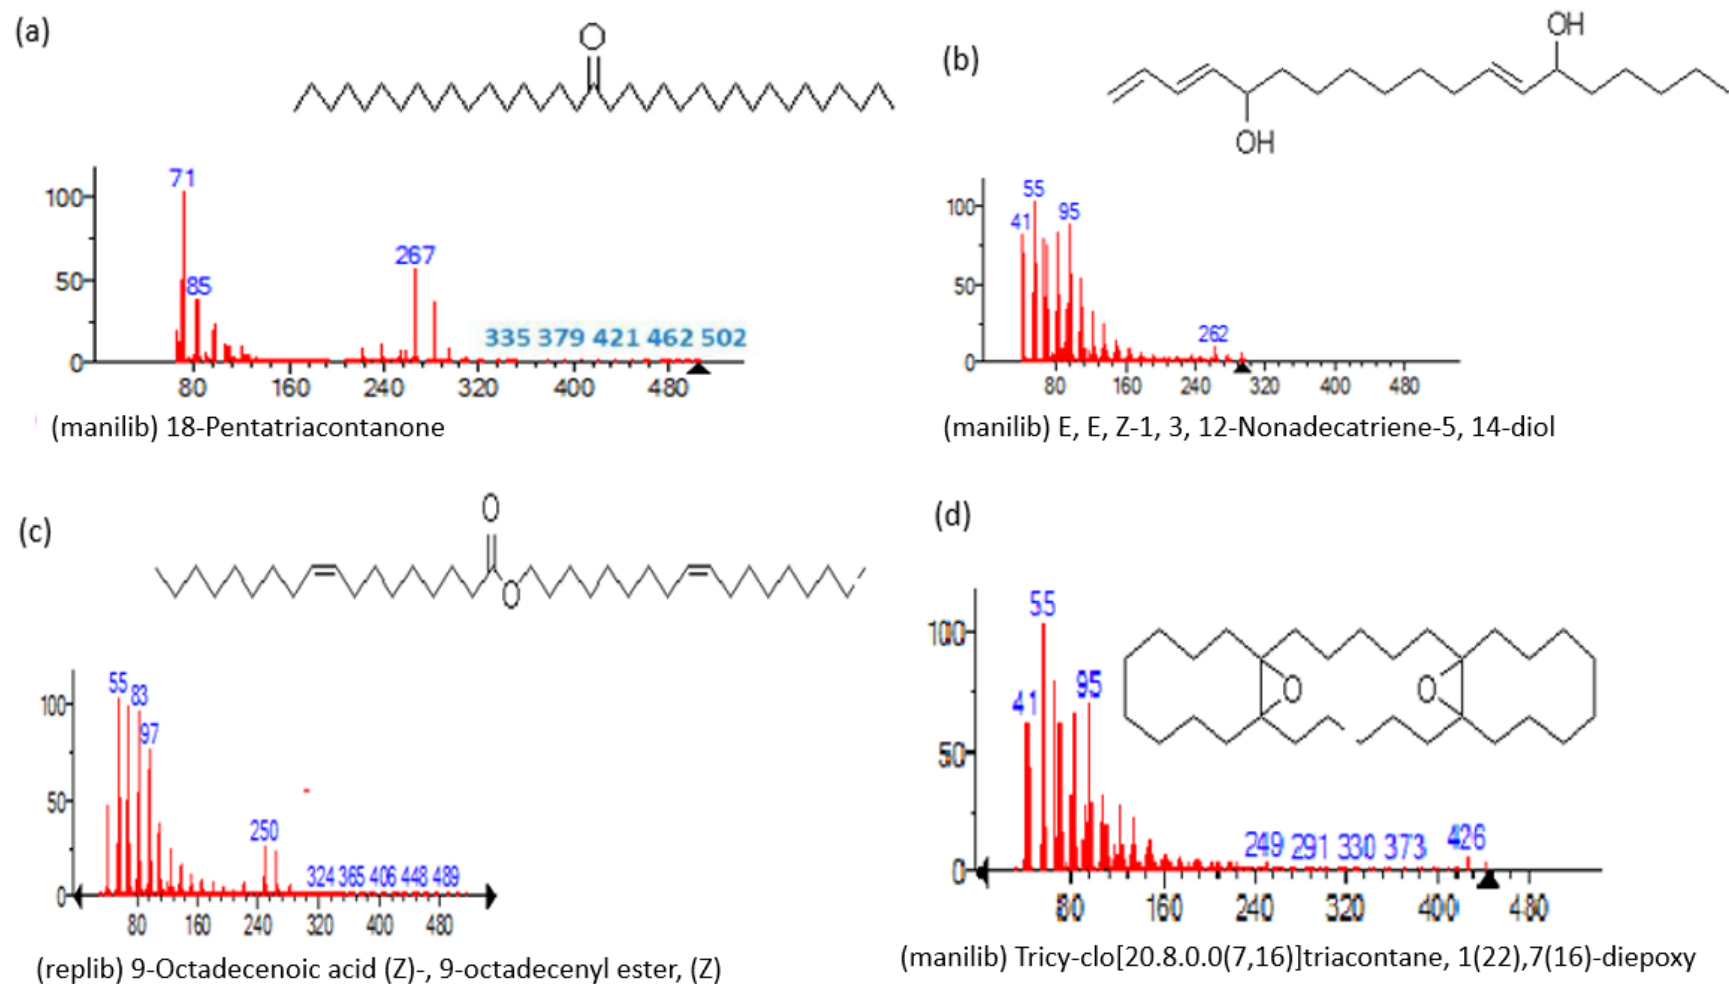 (a)
O
100
50
0
71
85
267
335 379 421 462 502
80 160 240 320 400 480
(manilib) 18-Pentatriacontanone
(b)
OH
OH
100
50
0
41
55
95
262
80 160 240 320 400 480
(manilib) E, E, Z-1, 3, 12-Nonadecatriene-5, 14-diol
(c)
O
O
100
50
0
55
83
97
250
324 365 406 448 489
80 160 240 320 400 480
(replib) 9-Octadecenoic acid (Z)-, 9-octadecenyl ester, (Z)
(d)
O
O
100
50
0
41
55
95
249 291 330 373 426
80 160 240 320 400 480
(manilib) Tricy-clo[20.8.0.0(7,16)]triacontane, 1(22),7(16)-diepoxy